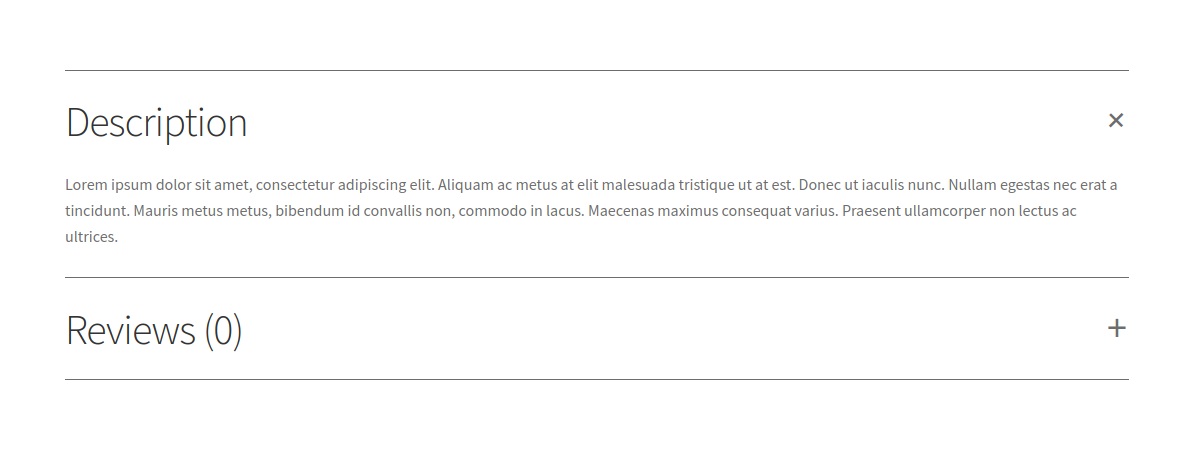 Description
Lorem ipsum dolor sit amet, consectetur adipiscing elit. Aliquam ac metus at elit malesuada tristique ut at est. Donec ut iaculis nunc. Nullam egestas nec erat a
tincidunt. Mauris metus metus, bibendum id convallis non, commodo in lacus. Maecenas maximus consequat varius. Praesent ullamcorper non lectus ac
ultrices.
Reviews (0)